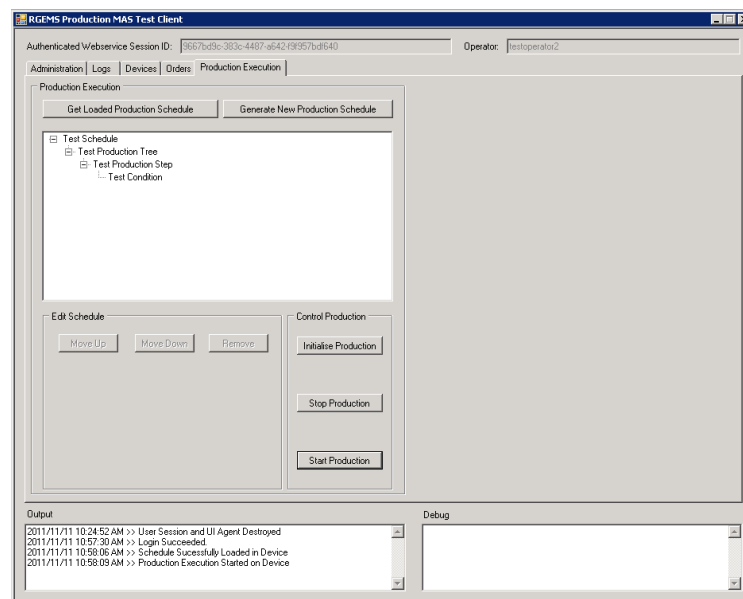 RGEMS Production MAS Test Client
Authenticated Webservice Session ID: 9667bd9c-383c-4487-a642-f9f957bdf640 Operator: testoperator2
Administration Logs Devices Orders Production Execution
Production Execution
Get Loaded Production Schedule Generate New Production Schedule
Test Schedule
Test Production Tree
Test Production Step
Test Condition
Edit Schedule Control Production
Move Up Move Down Remove Initialise Production
Stop Production
Start Production
Output Debug
2011/11/11 10:24:52 AM >> User Session and UI Agent Destroyed
2011/11/11 10:57:30 AM >> Login Succeeded.
2011/11/11 10:58:06 AM >> Schedule Sucessfully Loaded in Device
2011/11/11 10:58:09 AM >> Production Execution Started on Device